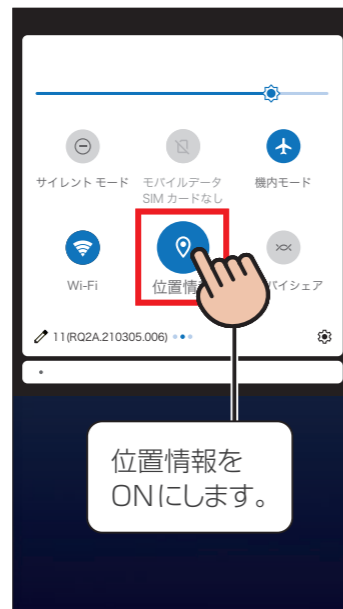 サイレント モード
モバイルデータ
SIM カードなし
機内モード
Wi-Fi
位置情
バイシェア
11(RQ2A.210305.006)
位置情報を
ONにします。